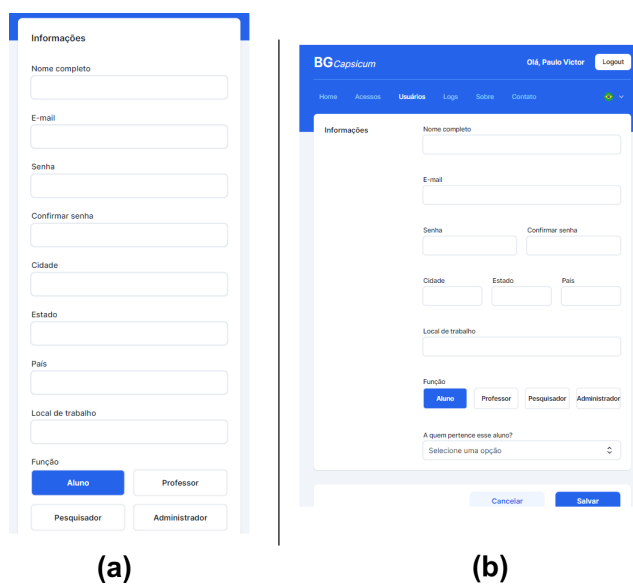 Informações
Nome completo
E-mail
Senha
Confirmar senha
Cidade
Estado
País
Local de trabalho
Função
Aluno Professor
Pesquisador Administrador
(a)
BGCapsicum Olá, Paulo Victor Logout
Home Acessos Usuários Logs Sobre Contato
Informações Nome completo
E-mail
Senha Confirmar senha
Cidade Estado País
Local de trabalho
Função
Aluno Professor Pesquisador Administrador
A quem pertence esse aluno?
Selecione uma opção
Cancelar Salvar
(b)